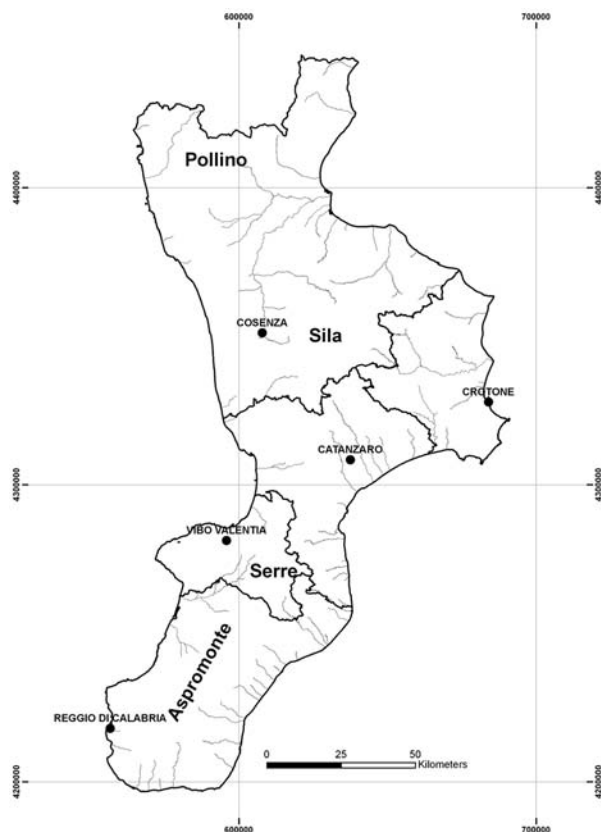 600000 700000
Pollino
4400000 4400000
COSENZA
Sila
CROTONE
CATANZARO
4300000 4300000
VIBO VALENTIA
Serre
Aspromonte
REGGIO DI CALABRIA
0 25 50
Kilometers
4200000 4200000
600000 700000